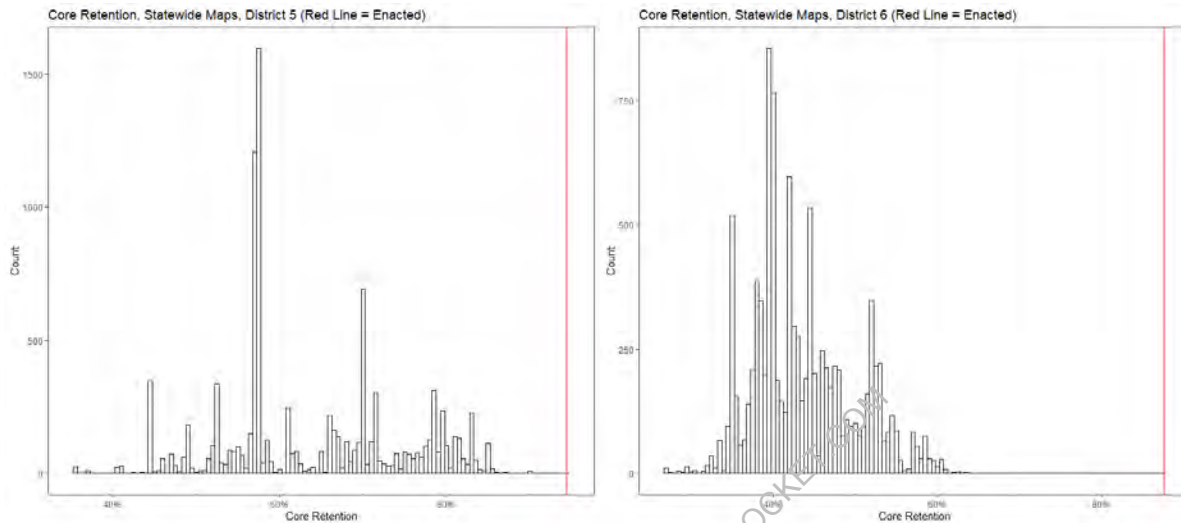 Core Retention, Statewide Maps, District 5 (Red Line = Enacted)
1500
1000
500
0
Count
40%
60%
80%
Core Retention
Core Retention, Statewide Maps, District 6 (Red Line = Enacted)
750
500
250
0
Count
40%
60%
80%
Core Retention